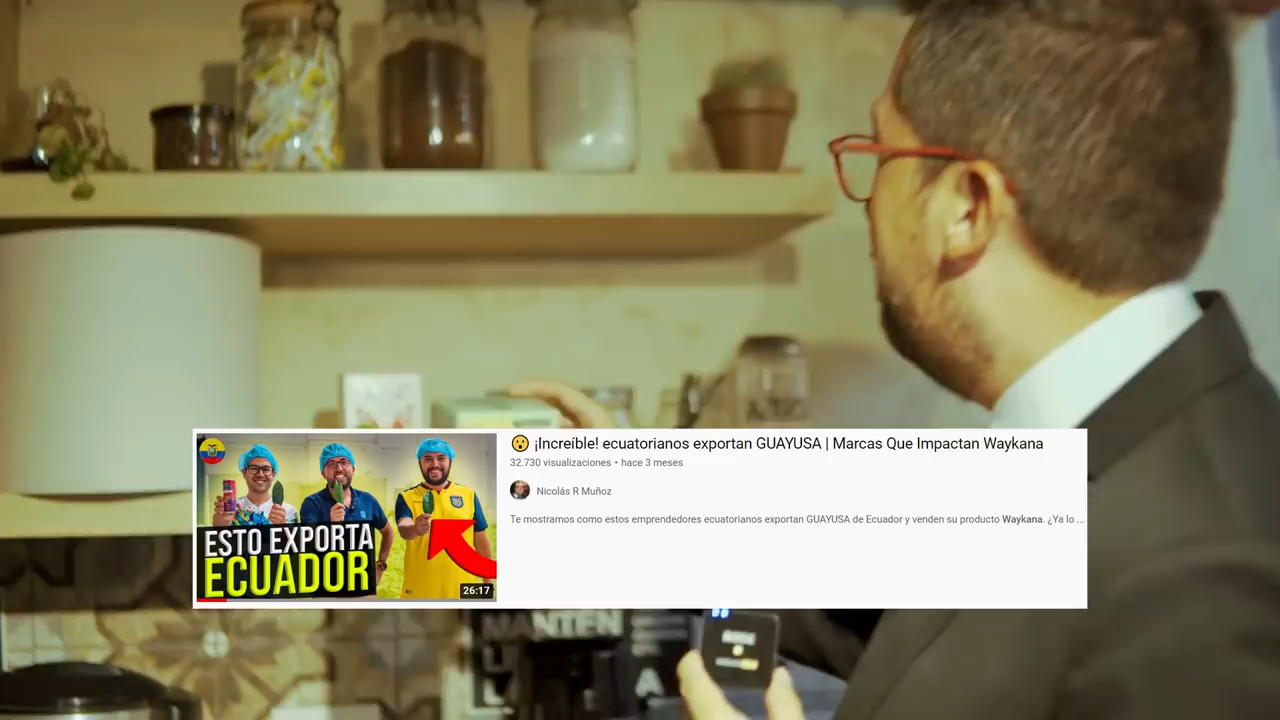 😮 ¡Increíble! ecuatorianos exportan GUAYUSA | Marcas Que Impactan Waykana
32.730 visualizaciones • hace 3 meses
Nicolás R Muñoz
Te mostramos como estos emprendedores ecuatorianos exportan GUAYUSA de Ecuador y venden su producto Waykana. ¿Ya lo ...
ESTO EXPORTA
ECUADOR
26:17
MANTEN
LA